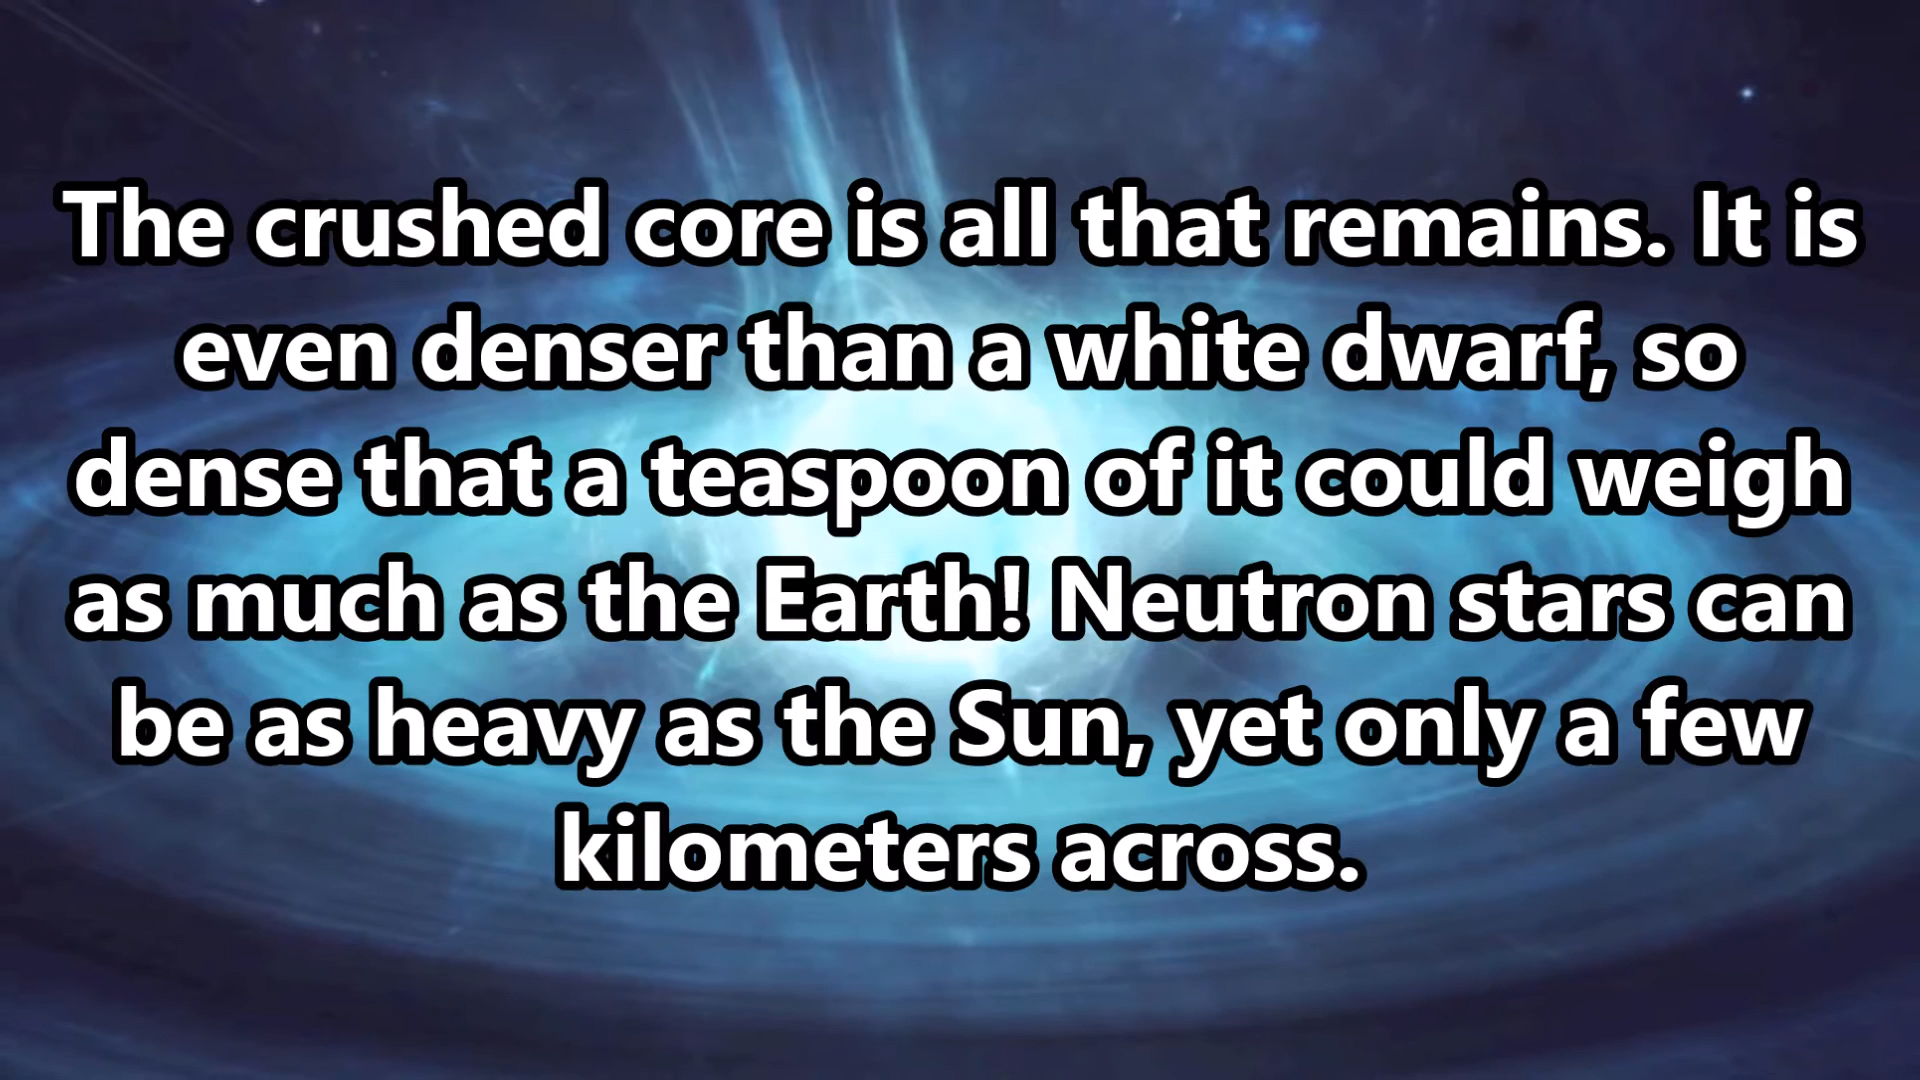 The crushed core is all that remains. It is
even denser than a white dwarf, so
dense that a teaspoon of it could weigh
as much as the Earth! Neutron stars can
be as heavy as the Sun, yet only a few
kilometers across.